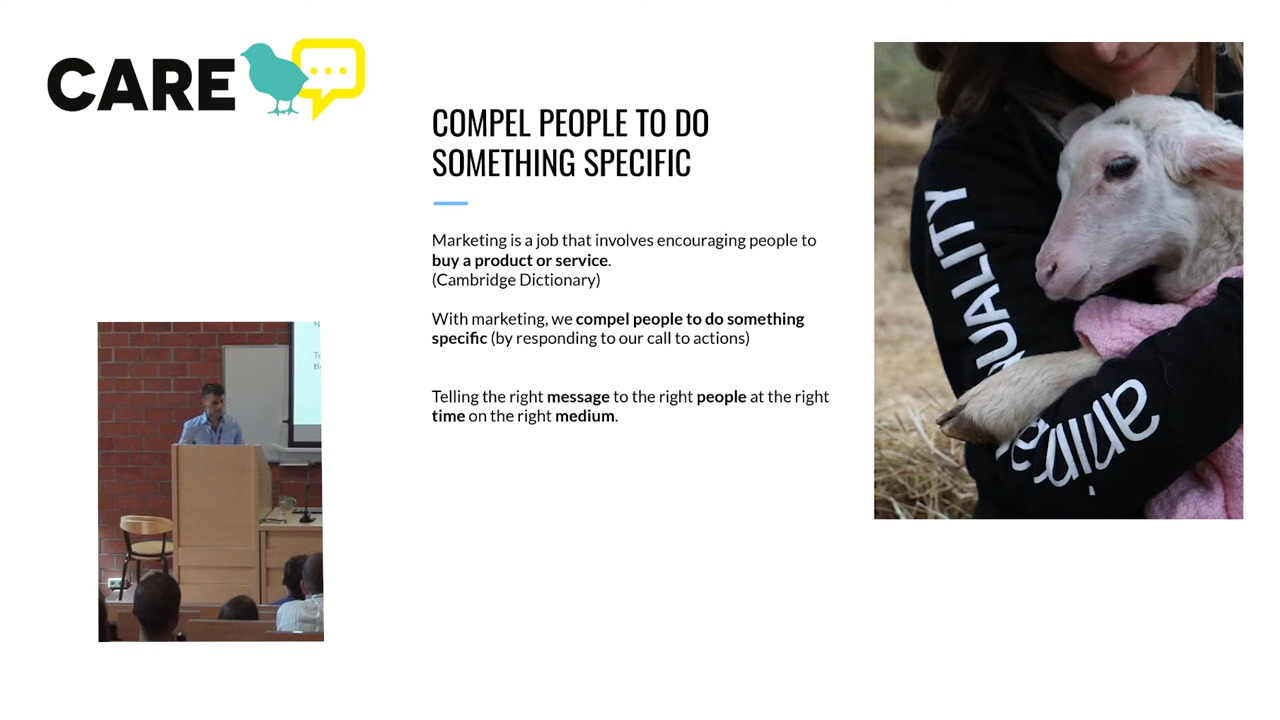 CARE
COMPEL PEOPLE TO DO
SOMETHING SPECIFIC
Marketing is a job that involves encouraging people to
buy a product or service.
(Cambridge Dictionary)
With marketing, we compel people to do something
specific (by responding to our call to actions)
Telling the right message to the right people at the right
time on the right medium.
QUALITY
animal